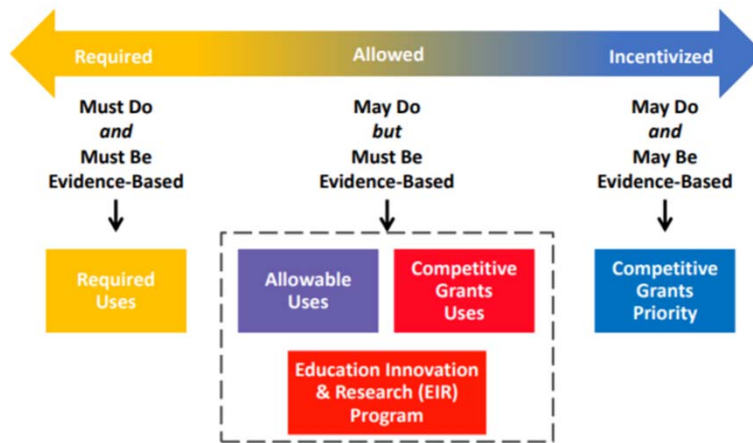 Required Allowed Incentivized
Must Do
and
Must Be
Evidence-Based
May Do
but
Must Be
Evidence-Based
May Do
and
May Be
Evidence-Based
Required
Uses
Allowable
Uses
Competitive
Grants
Uses
Education Innovation
& Research (EIR)
Program
Competitive
Grants
Priority